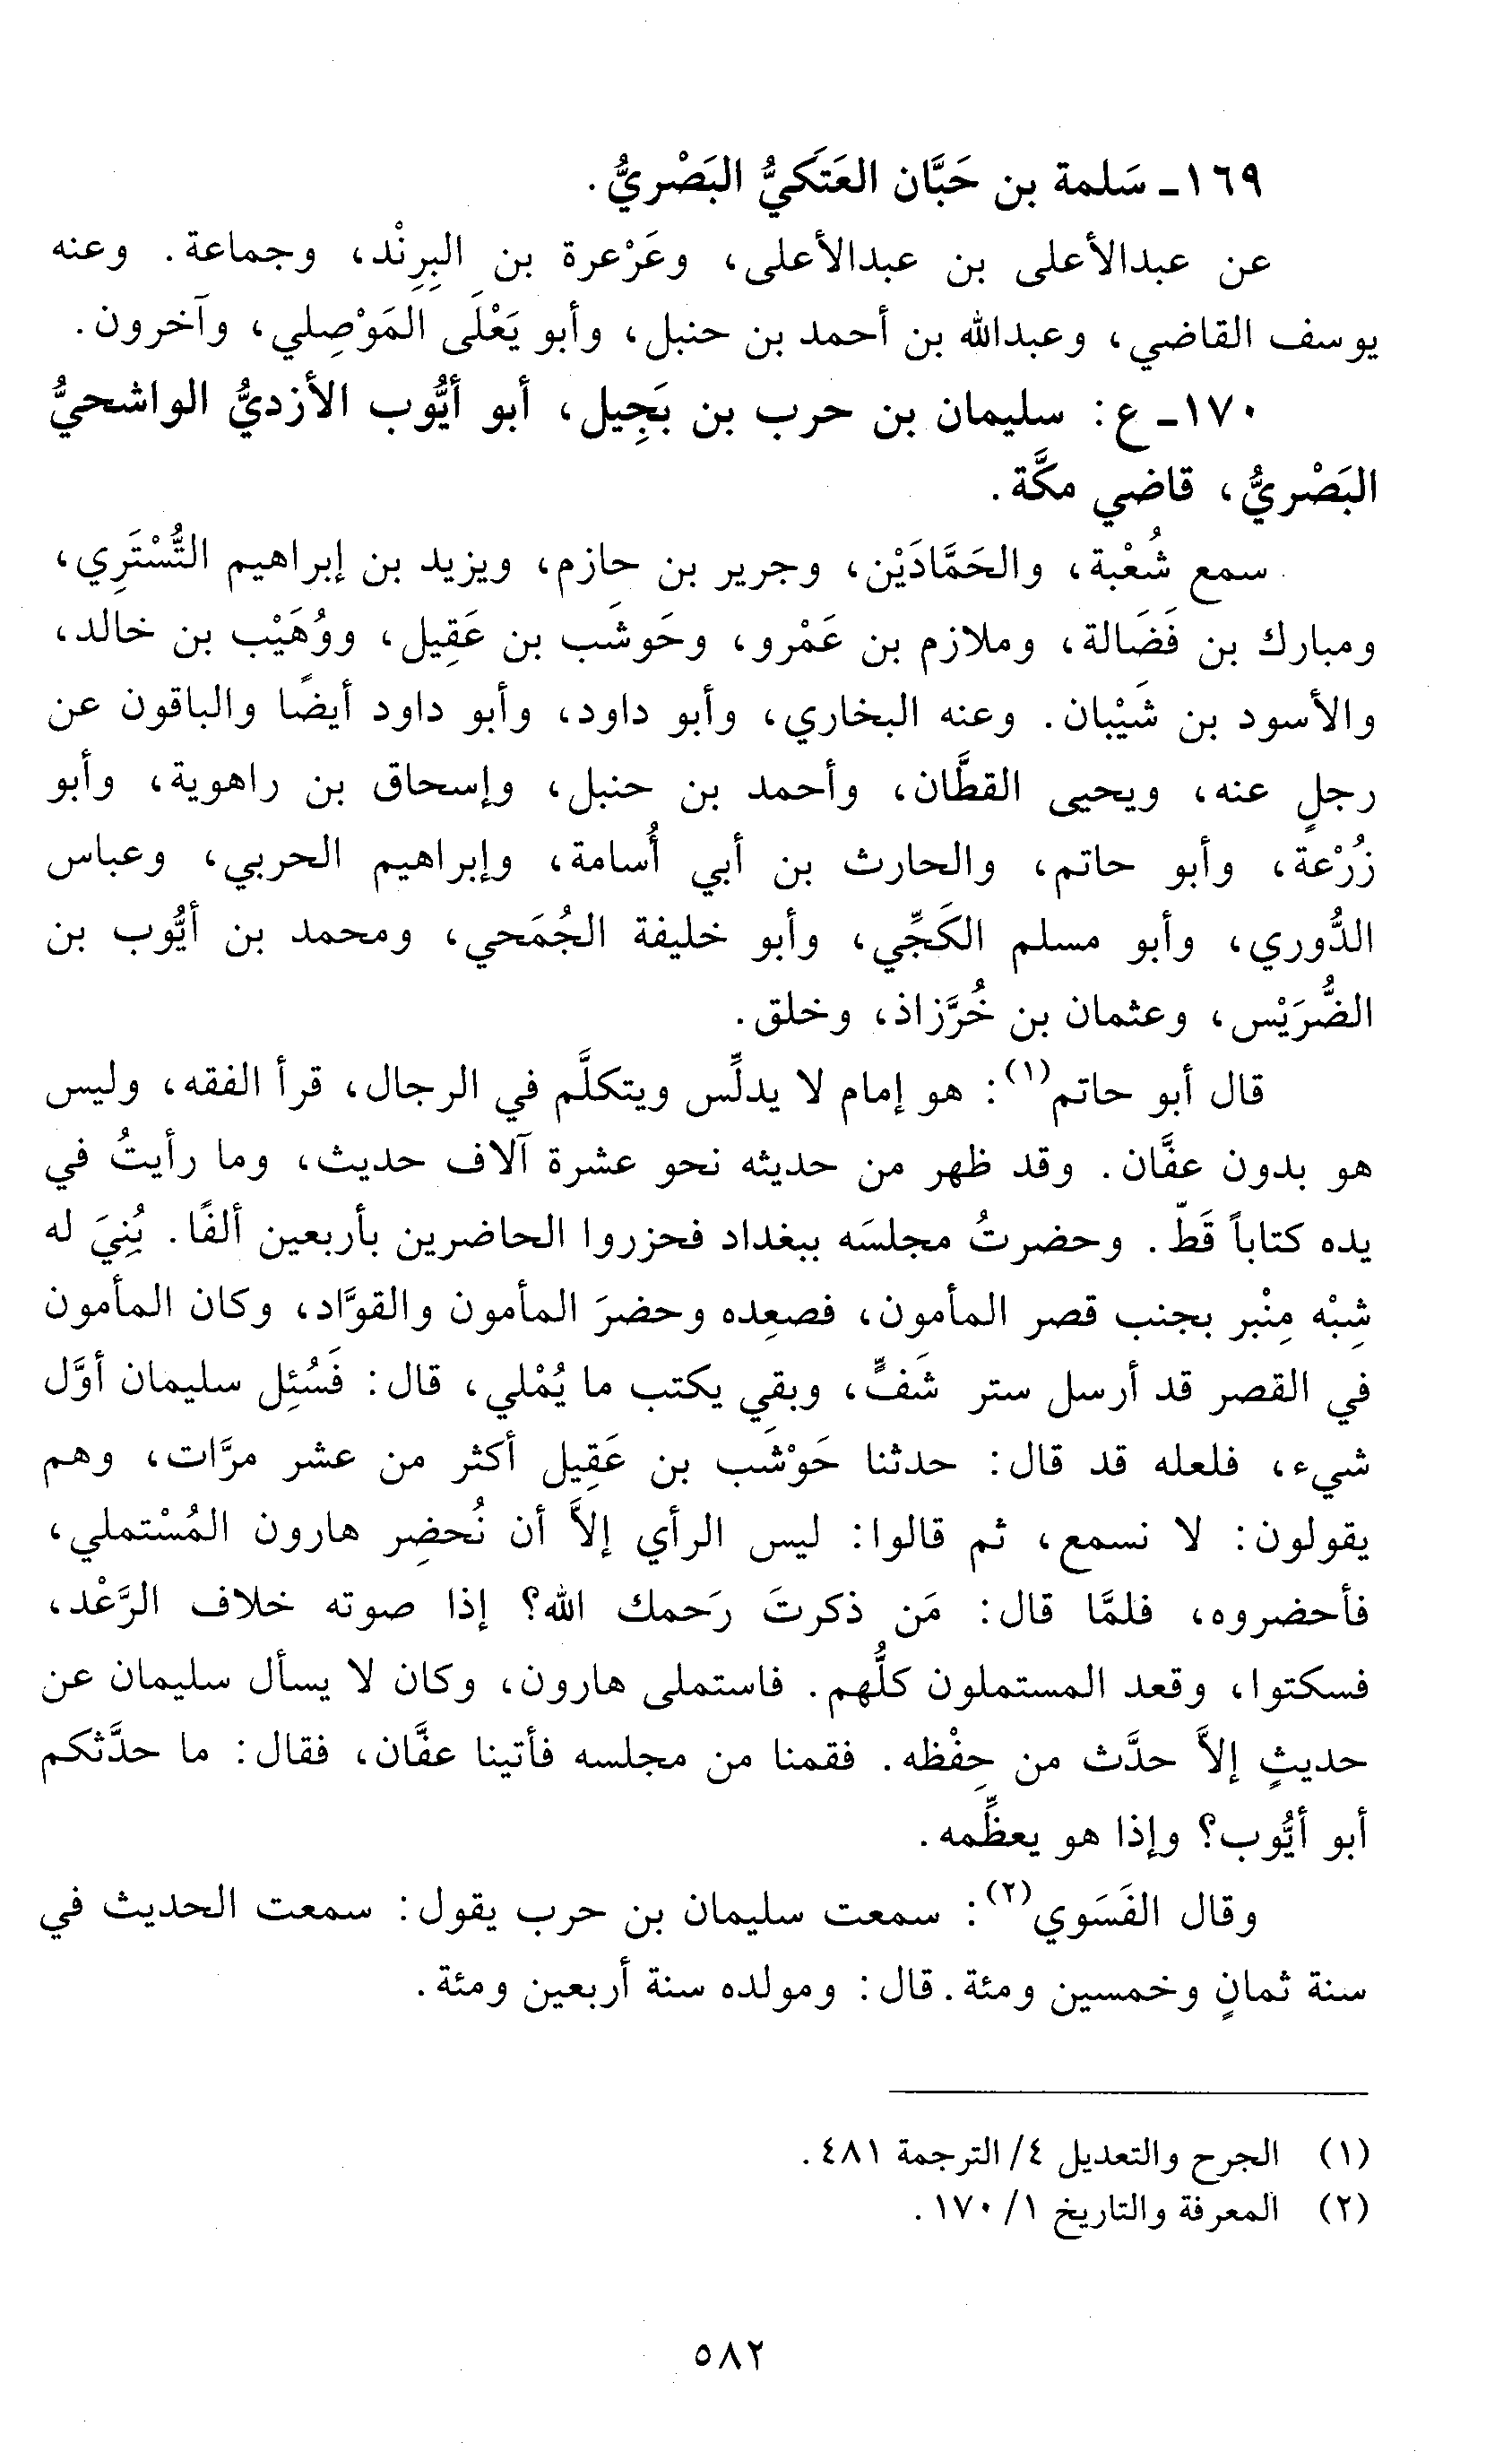 ١٦٩ـ سَلمة بن حَبَّان العَتَكيُّ البَصْريُّ.
عن عبدالأعلى بن عبدالأعلى، وعَرْعرة بن البِرِنْد، وجماعة. وعنه
يوسف القاضي، وعبدالله بن أحمد بن حنبل، وأبو يَعْلَى المَوْصِلي، وآخرون.
١٧٠ـ ع: سليمان بن حرب بن بَجِيل، أبو أيُّوب الأزديُّ الواشحيُّ
البَصْريُّ، قاضي مكَّة.
سمع شُعْبة، والحَمَّادَيْن، وجرير بن حازم، ويزيد بن إبراهيم التُّسْتَرِي،
ومبارك بن فَضَالة، وملازم بن عَمْرو، وحَوشَب بن عَقِيل، ووُهَيْب بن خالد،
والأسود بن شَيْبان. وعنه البخاري، وأبو داود، وأبو داود أيضًا والباقون عن
رجلٍ عنه، ويحيى القطَّان، وأحمد بن حنبل، وإسحاق بن راهوية، وأبو
زُرْعة، وأبو حاتم، والحارث بن أبي أُسامة، وإبراهيم الحربي، وعباس
الدُّوري، وأبو مسلم الكَجِّي، وأبو خليفة الجُمَحي، ومحمد بن أيُّوب بن
الضُّرَيْس، وعثمان بن خُرَّزاذ، وخلق.
قال أبو حاتم(١): هو إمام لا يدلِّس ويتكلَّم في الرجال، قرأ الفقه، وليس
هو بدون عفَّان. وقد ظهر من حديثه نحو عشرة آلاف حديث، وما رأيتُ في
يده كتاباً قَطّ. وحضرتُ مجلسَه ببغداد فحزروا الحاضرين بأربعين ألفًا. بُنِيَ له
شِبْه مِنْبر بجنب قصر المأمون، فصعِده وحضرَ المأمون والقوَّاد، وكان المأمون
في القصر قد أرسل ستر شَفٍّ، وبقي يكتب ما يُمْلي، قال: فَسُئِل سليمان أوَّل
شيء، فلعله قد قال: حدثنا حَوْشَب بن عَقِيل أكثر من عشر مرَّات، وهم
يقولون: لا نسمع، ثم قالوا: ليس الرأي إلاَّ أن نُحضِر هارون المُسْتملي،
فأحضروه، فلمَّا قال: مَن ذكرتَ رَحمك الله؟ إذا صوته خلاف الرَّعْد،
فسكتوا، وقعد المستملون كلُّهم. فاستملى هارون، وكان لا يسأل سليمان عن
حديثٍ إلاَّ حدَّث من حِفْظه. فقمنا من مجلسه فأتينا عفَّان، فقال: ما حدَّثكم
أبو أيُّوب؟ وإذا هو يعظِّمه.
وقال الفَسَوي(٢): سمعت سليمان بن حرب يقول: سمعت الحديث في
سنة ثمانٍ وخمسين ومئة. قال: ومولده سنة أربعين ومئة.
(١) الجرح والتعديل ٤/ الترجمة ٤٨١.
(٢) المعرفة والتاريخ ١/ ١٧٠.
٥٨٢